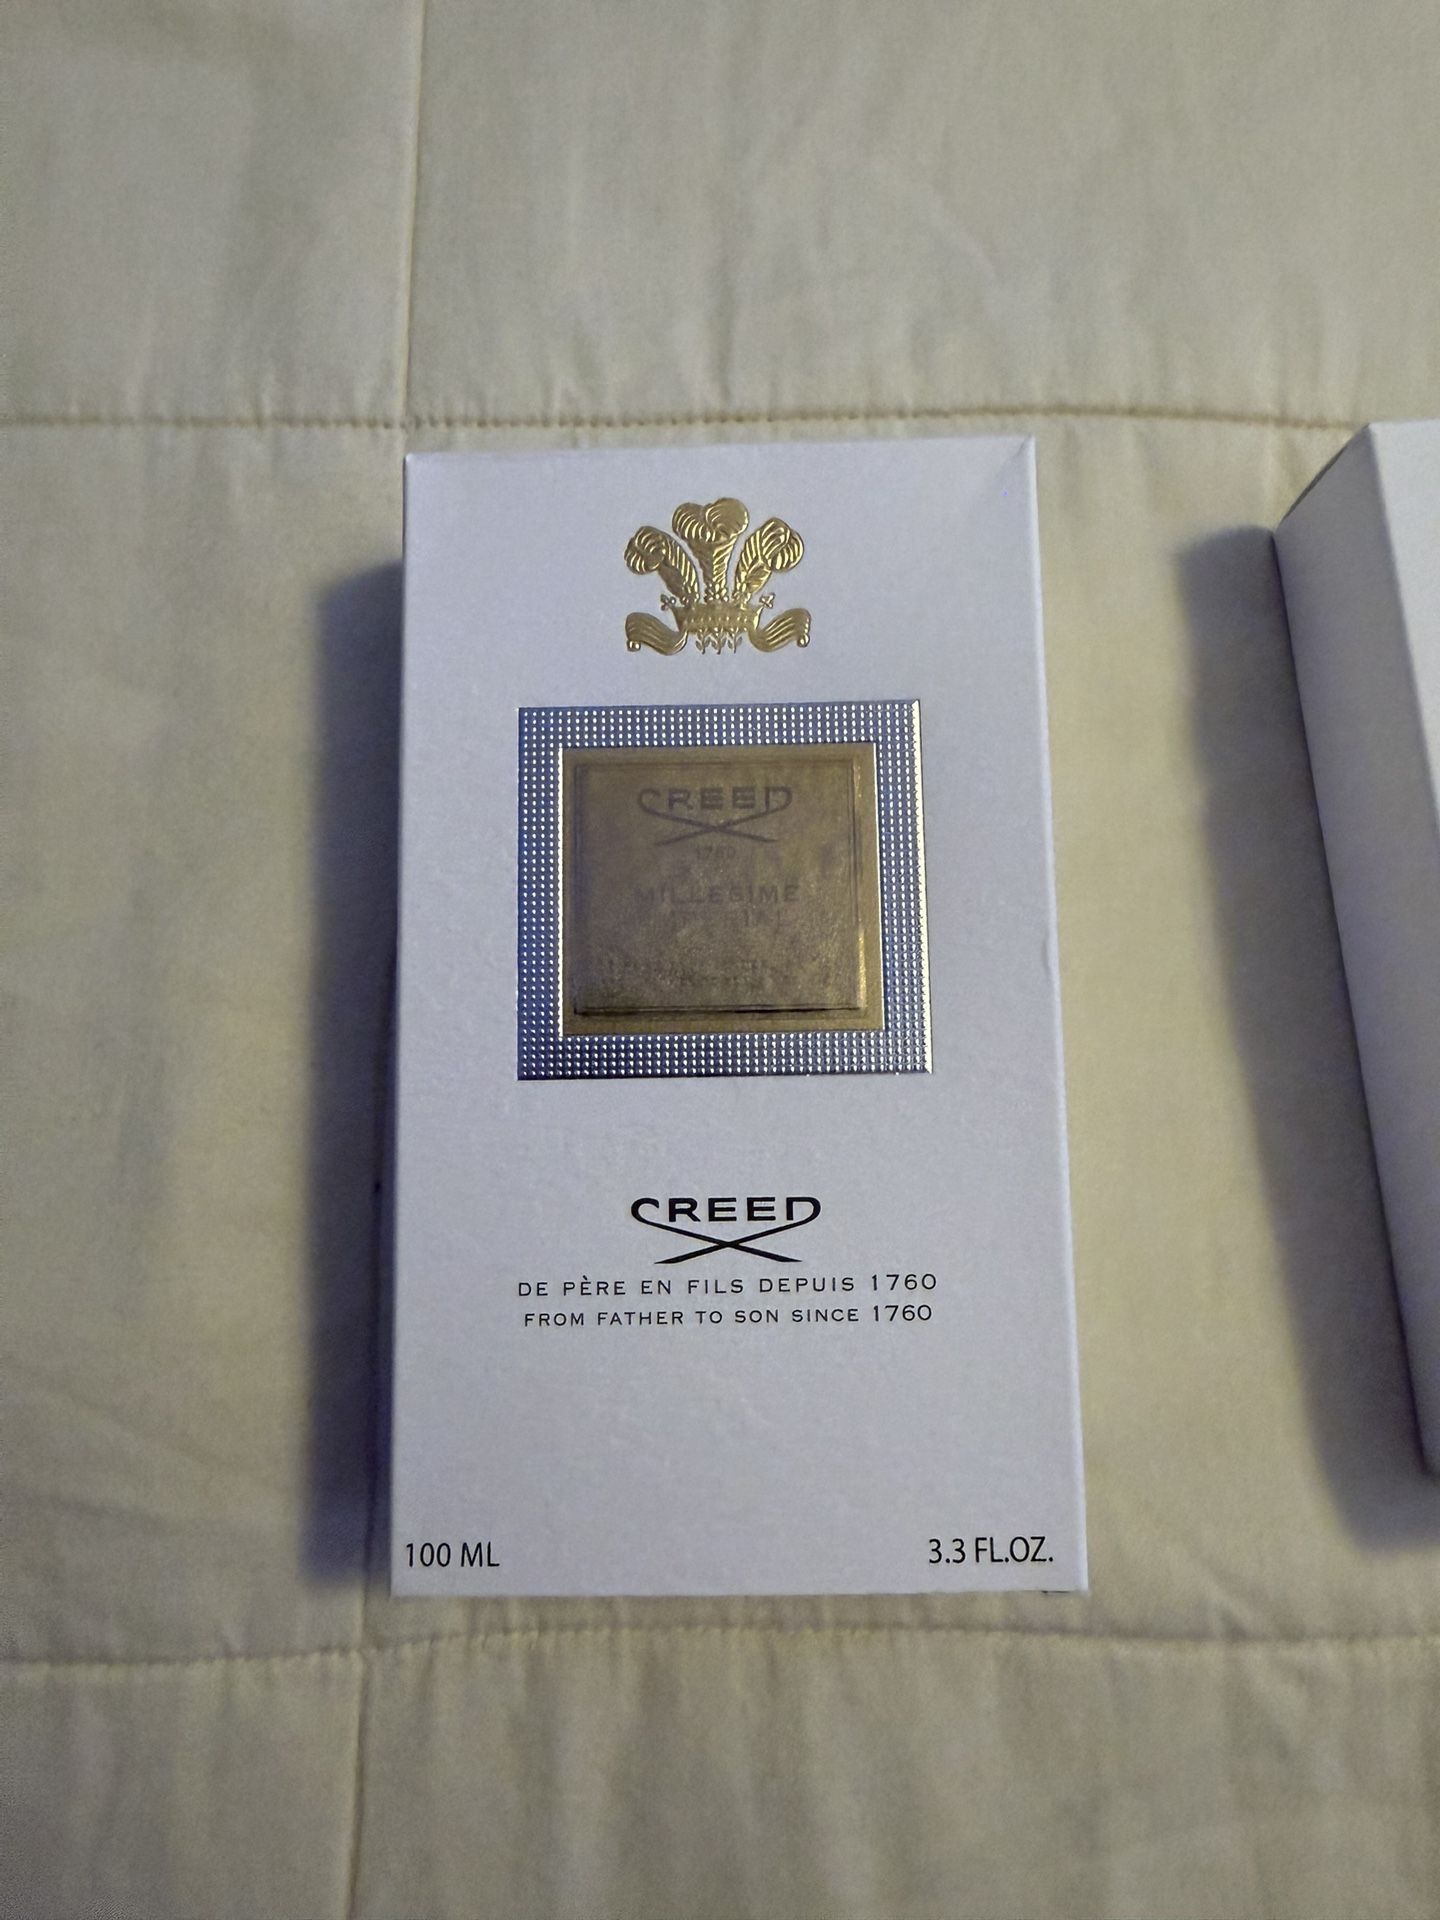 CREED
1760
MILLESIME
CREED
DE PÈRE EN FILS DEPUIS 1760
FROM FATHER TO SON SINCE 1760
100 ML
3.3 FL.OZ.